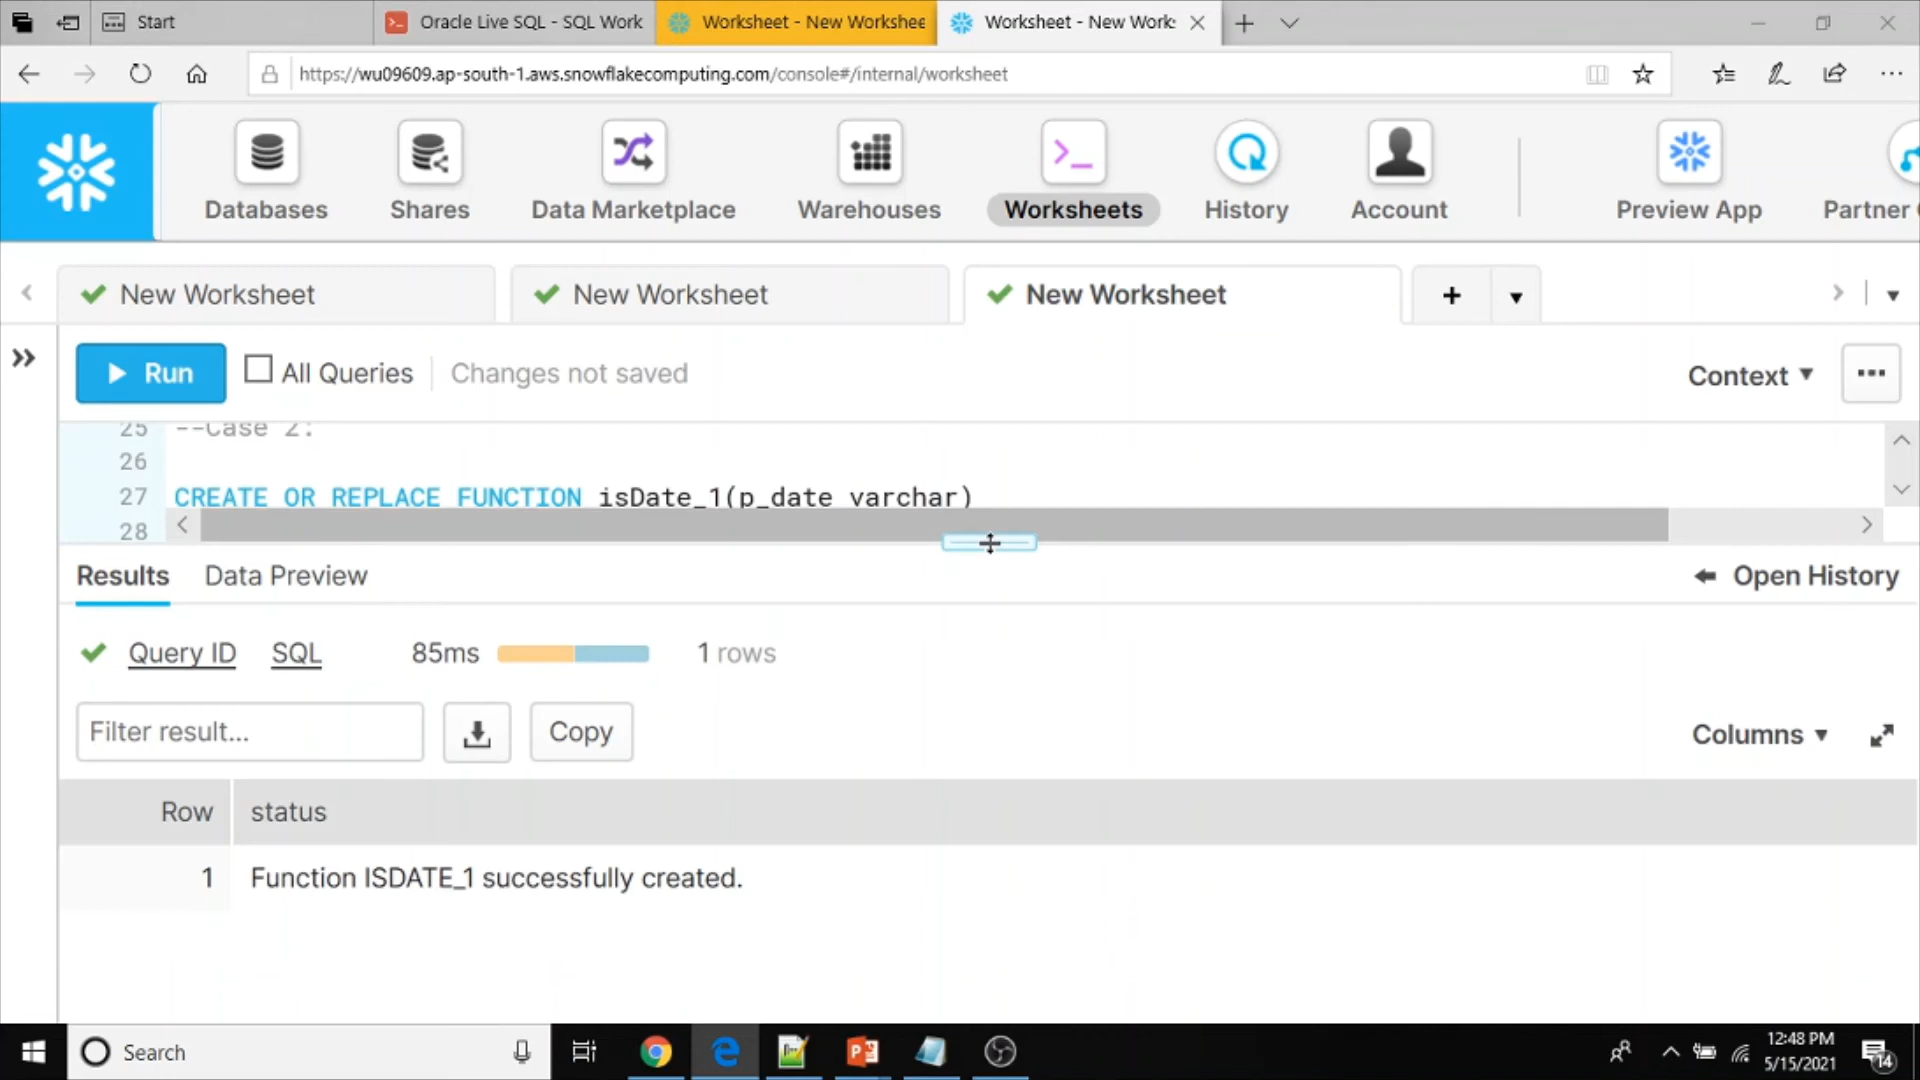 Start
Oracle Live SQL - SQL Work
Worksheet - New Workshee
Worksheet - New Work
https://wu09609.ap-south-1.aws.snowflakecomputing.com/console#/internal/worksheet
Databases
Shares
Data Marketplace
Warehouses
Worksheets
History
Account
Preview App
Partner
New Worksheet
New Worksheet
New Worksheet
Run
All Queries
Changes not saved
Context
25 --Case 2:
26
27 CREATE OR REPLACE FUNCTION isDate_1(p_date varchar)
28
Results
Data Preview
Open History
Query ID
SQL
85ms
1 rows
Filter result...
Copy
Columns
Row status
1 Function ISDATE_1 successfully created.
Search
12:48 PM
5/15/2021
14